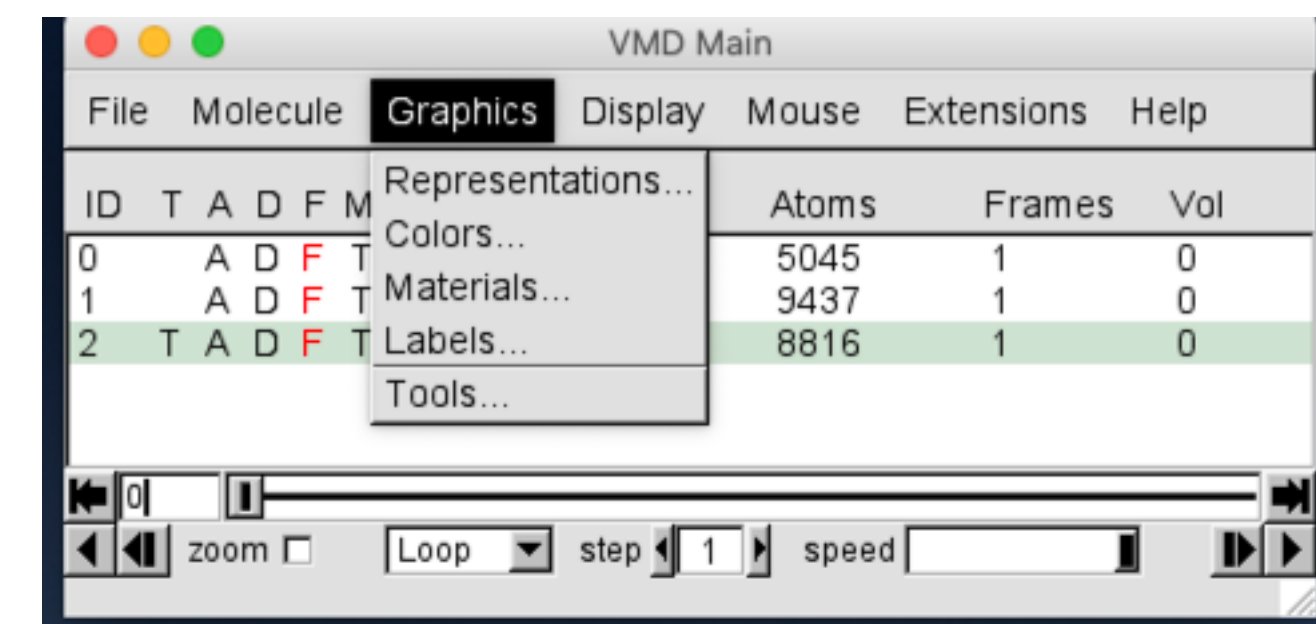 VMD Main
File Molecule Graphics Display Mouse Extensions Help
Representations...
Colors...
Materials...
Labels...
Tools...
ID T A D F M Atoms Frames Vol
0 A D F T 5045 1 0
1 A D F T 9437 1 0
2 T A D F T 8816 1 0
0
zoom Loop step 1 speed